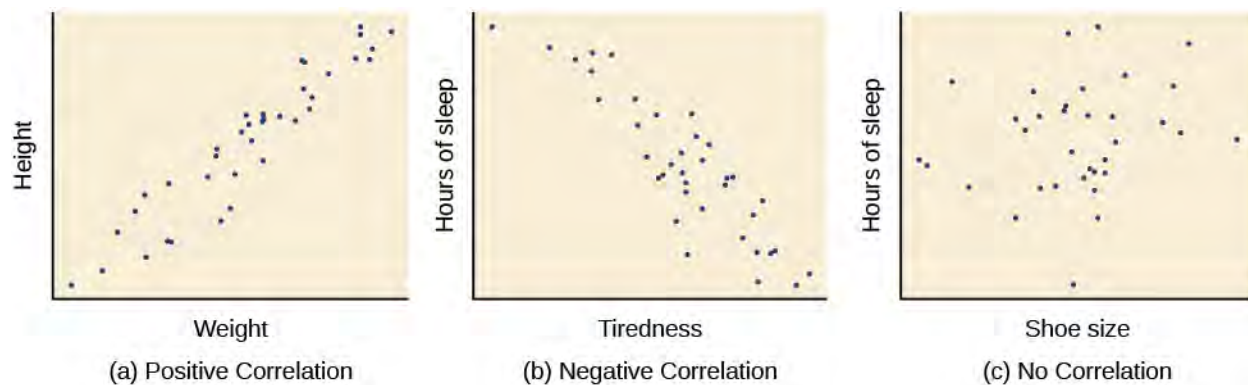 Height
Weight
(a) Positive Correlation
Hours of sleep
Tiredness
(b) Negative Correlation
Hours of sleep
Shoe size
(c) No Correlation